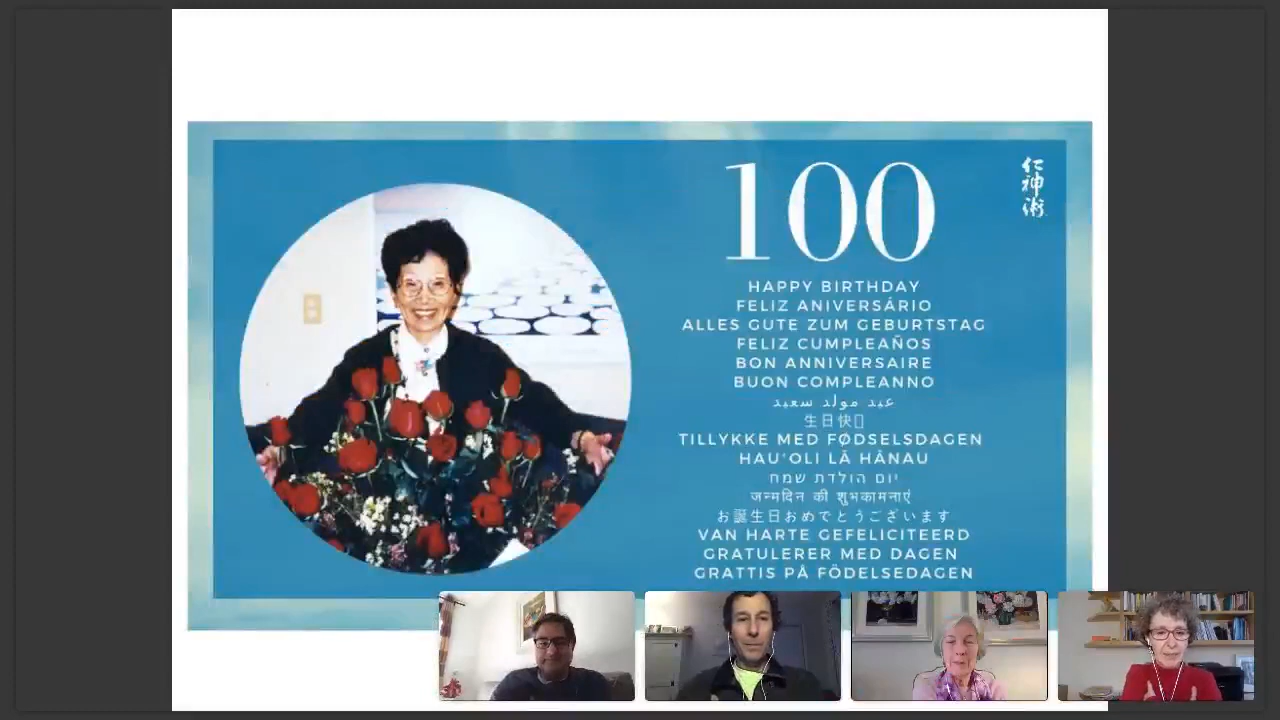 100
仁
神
術
HAPPY BIRTHDAY
FELIZ ANIVERSÁRIO
ALLES GUTE ZUM GEBURTSTAG
FELIZ CUMPLEAÑOS
BON ANNIVERSAIRE
BUON COMPLEANNO
عيد مولد سعيد
生日快
TILLYKKE MED FØDSELSDAGEN
HAU'OLI LĀ HĀNAU
יום הולדת שמח
जन्मदिन की शुभकामनाएं
お誕生日おめでとうございます
VAN HARTE GEFELICITEERD
GRATULERER MED DAGEN
GRATTIS PÅ FÖDELSEDAGEN